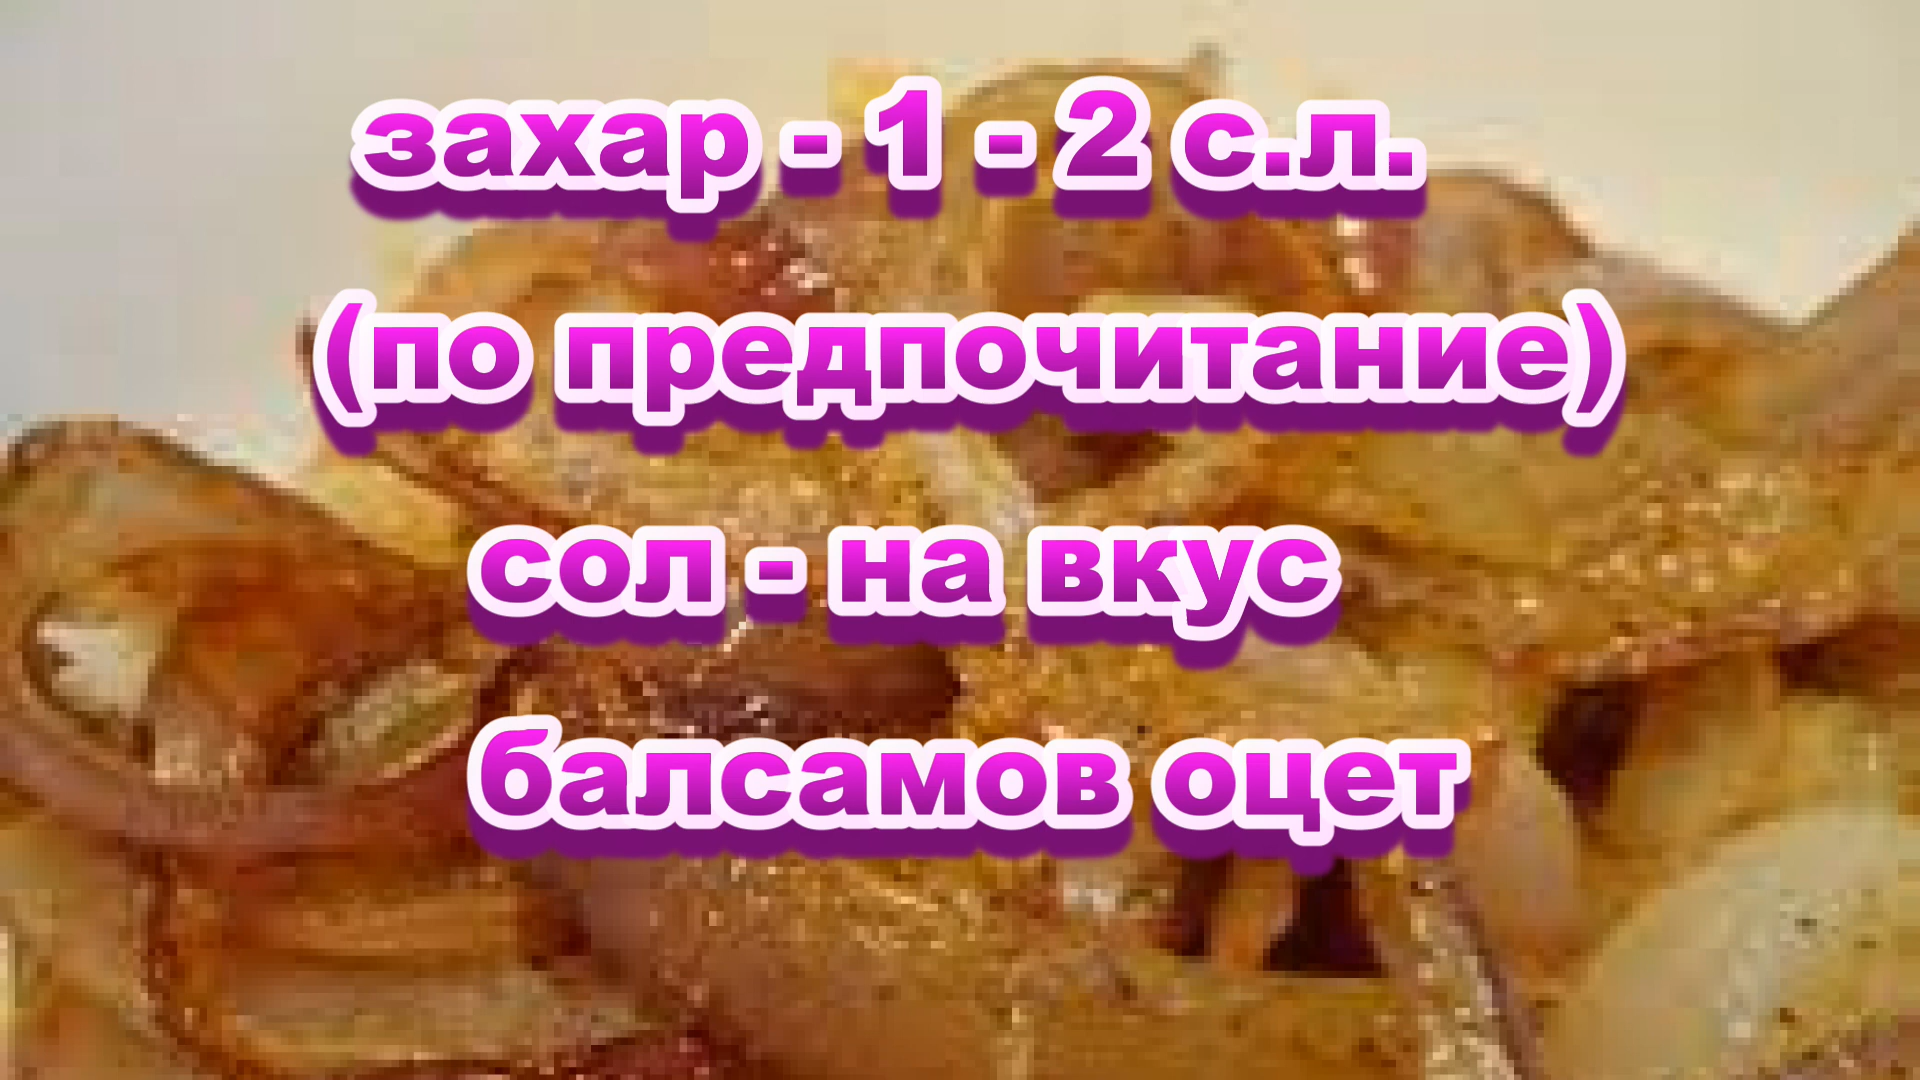 захар - 1 - 2 с.л.
(по предпочитание)
сол - на вкус
балсамов оцет